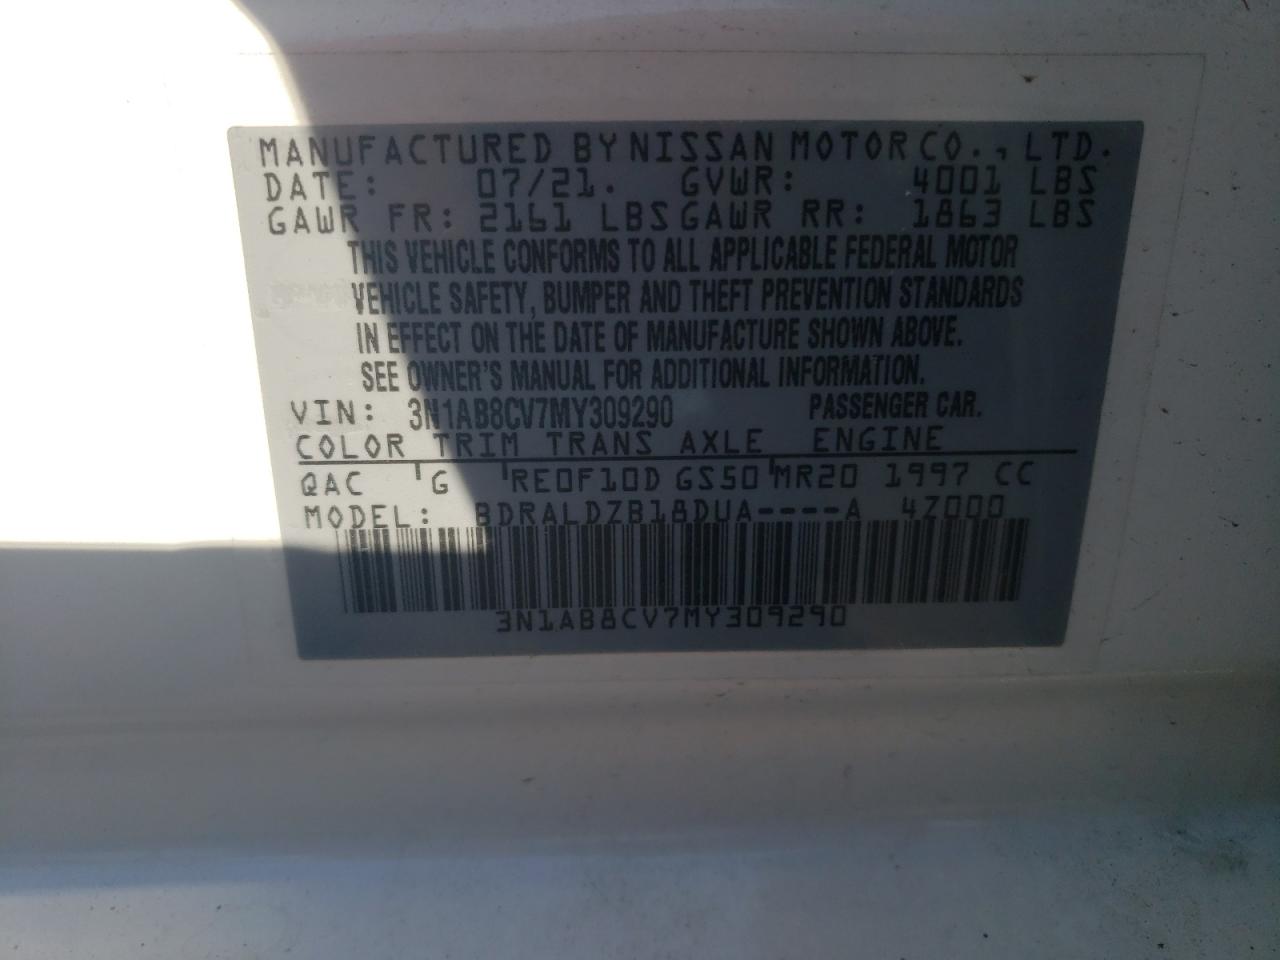 MANUFACTURED BY NISSAN MOTOR CO., LTD.
DATE: 07/21. GVWR: 4001 LBS
GAWR FR: 2161 LBS GAWR RR: 1863 LBS
THIS VEHICLE CONFORMS TO ALL APPLICABLE FEDERAL MOTOR
VEHICLE SAFETY, BUMPER AND THEFT PREVENTION STANDARDS
IN EFFECT ON THE DATE OF MANUFACTURE SHOWN ABOVE.
SEE OWNER'S MANUAL FOR ADDITIONAL INFORMATION.
VIN: 3N1AB8CV7MY309290 PASSENGER CAR.
COLOR TRIM TRANS AXLE ENGINE
QAC G RE0F10D GS50 MR20 1997 CC
MODEL: BDRALDZB18DUA----A 4Z000
3N1AB8CV7MY309290